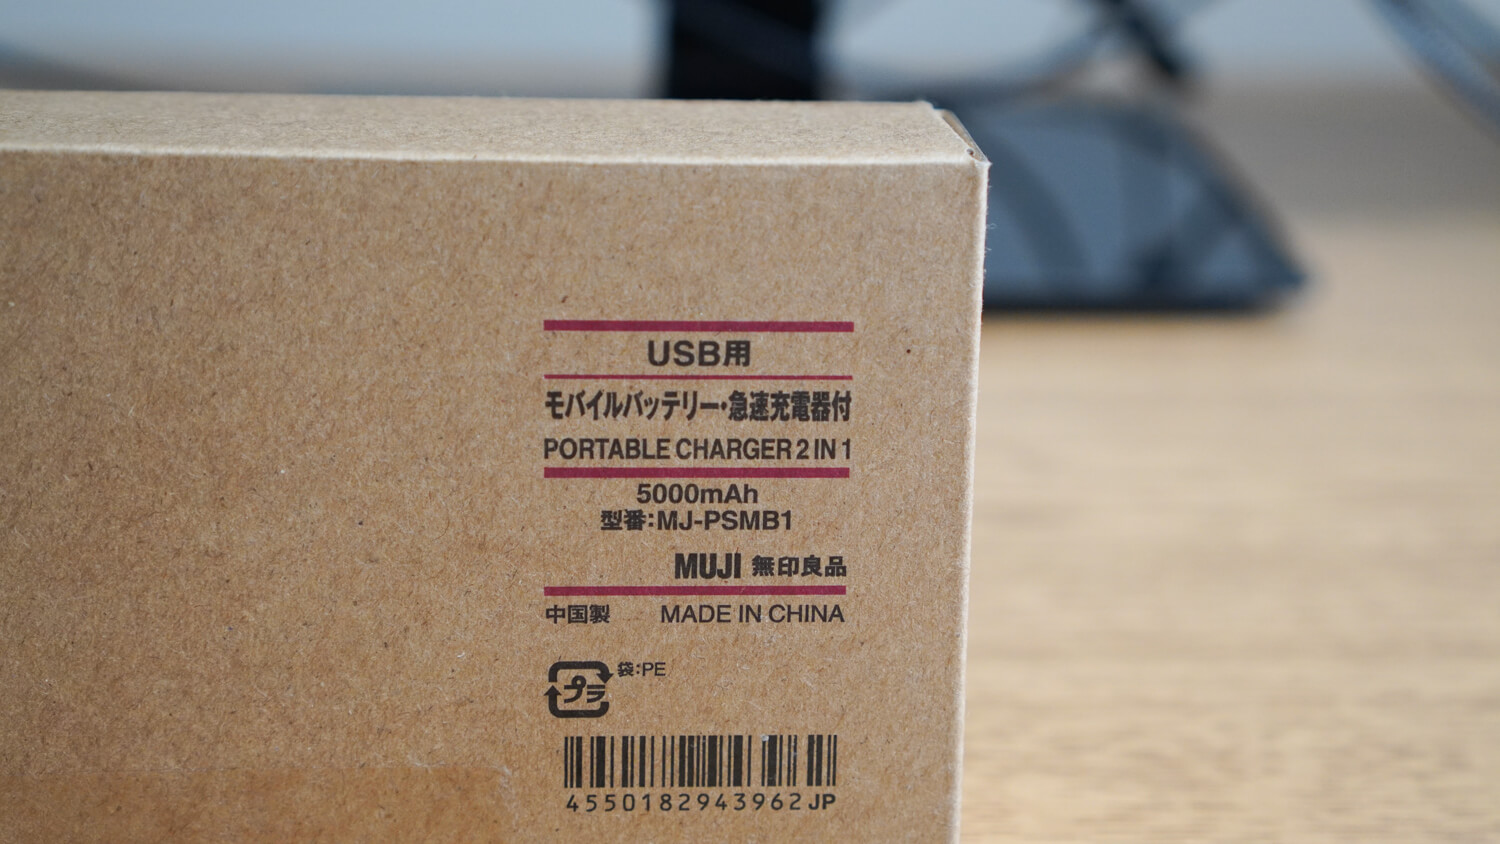 USB用
モバイルバッテリー・急速充電器付
PORTABLE CHARGER 2 IN 1
5000mAh
型番:MJ-PSMB1
MUJI 無印良品
中国製 MADE IN CHINA
プラ 袋:PE
4550182943962 JP